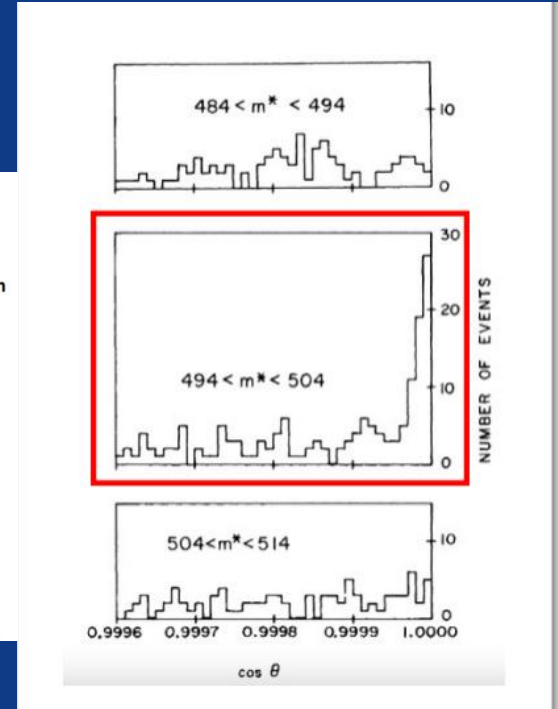 484 < m* < 494
10
0
n
30
20
10
0
494 < m* < 504
NUMBER OF EVENTS
504<m*<514
10
0
0.9996 0.9997 0.9998 0.9999 1.0000
cos θ